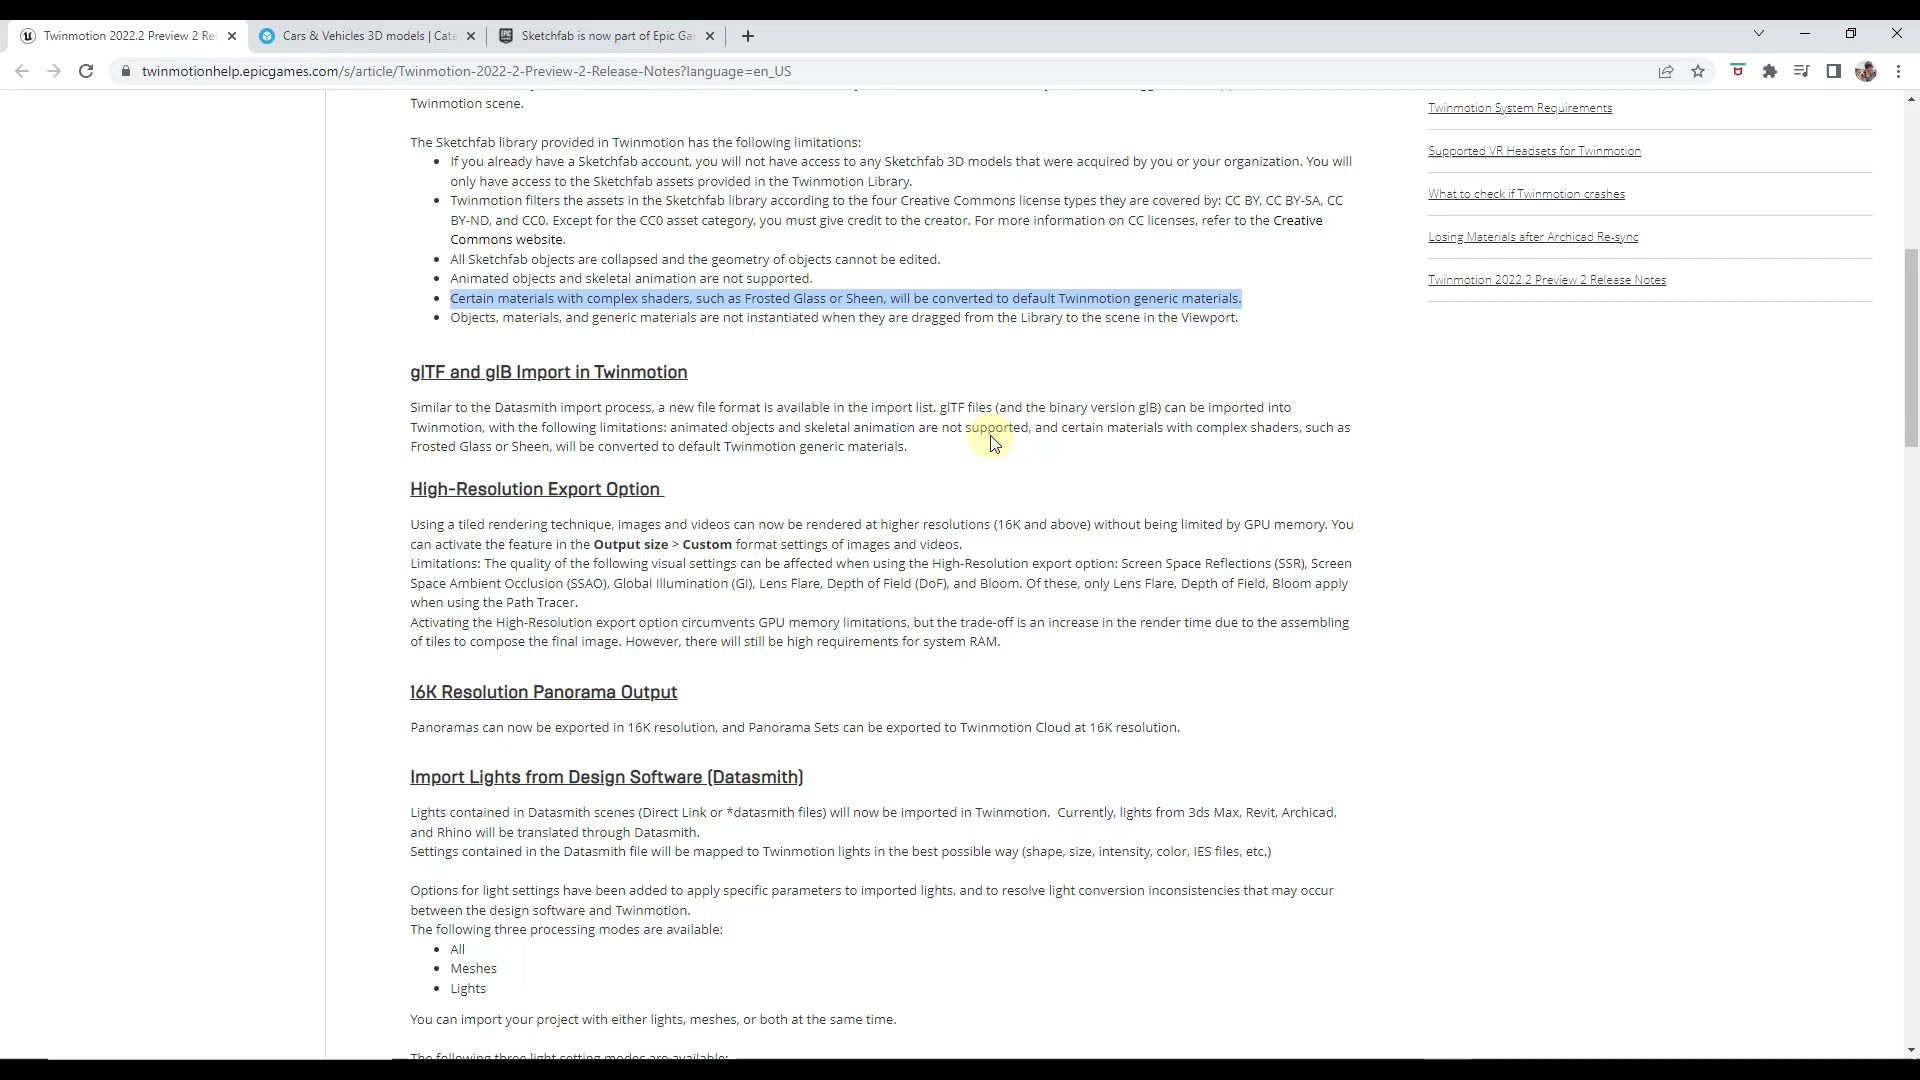 Twinmotion 2022.2 Preview 2 Re
Cars & Vehicles 3D models | Cate
EPIC
Sketchfab is now part of Epic Ga
twinmotionhelp.epicgames.com/s/article/Twinmotion-2022-2-Preview-2-Release-Notes?language=en_US
Twinmotion scene.
The Sketchfab library provided in Twinmotion has the following limitations:
If you already have a Sketchfab account, you will not have access to any Sketchfab 3D models that were acquired by you or your organization. You will
only have access to the Sketchfab assets provided in the Twinmotion Library.
Twinmotion filters the assets in the Sketchfab library according to the four Creative Commons license types they are covered by: CC BY, CC BY-SA, CC
BY-ND, and CC0. Except for the CC0 asset category, you must give credit to the creator. For more information on CC licenses, refer to the Creative
Commons website.
All Sketchfab objects are collapsed and the geometry of objects cannot be edited.
Animated objects and skeletal animation are not supported.
Certain materials with complex shaders, such as Frosted Glass or Sheen, will be converted to default Twinmotion generic materials.
Objects, materials, and generic materials are not instantiated when they are dragged from the Library to the scene in the Viewport.
glTF and glB Import in Twinmotion
Similar to the Datasmith import process, a new file format is available in the import list. glTF files (and the binary version glB) can be imported into
Twinmotion, with the following limitations: animated objects and skeletal animation are not supported, and certain materials with complex shaders, such as
Frosted Glass or Sheen, will be converted to default Twinmotion generic materials.
High-Resolution Export Option
Using a tiled rendering technique, images and videos can now be rendered at higher resolutions (16K and above) without being limited by GPU memory. You
can activate the feature in the Output size > Custom format settings of images and videos.
Limitations: The quality of the following visual settings can be affected when using the High-Resolution export option: Screen Space Reflections (SSR), Screen
Space Ambient Occlusion (SSAO), Global Illumination (GI), Lens Flare, Depth of Field (DoF), and Bloom. Of these, only Lens Flare, Depth of Field, Bloom apply
when using the Path Tracer.
Activating the High-Resolution export option circumvents GPU memory limitations, but the trade-off is an increase in the render time due to the assembling
of tiles to compose the final image. However, there will still be high requirements for system RAM.
16K Resolution Panorama Output
Panoramas can now be exported in 16K resolution, and Panorama Sets can be exported to Twinmotion Cloud at 16K resolution.
Import Lights from Design Software (Datasmith)
Lights contained in Datasmith scenes (Direct Link or *datasmith files) will now be imported in Twinmotion. Currently, lights from 3ds Max, Revit, Archicad,
and Rhino will be translated through Datasmith.
Settings contained in the Datasmith file will be mapped to Twinmotion lights in the best possible way (shape, size, intensity, color, IES files, etc.)
Options for light settings have been added to apply specific parameters to imported lights, and to resolve light conversion inconsistencies that may occur
between the design software and Twinmotion.
The following three processing modes are available:
All
Meshes
Lights
You can import your project with either lights, meshes, or both at the same time.
The following three light setting modes are available:
Twinmotion System Requirements
Supported VR Headsets for Twinmotion
What to check if Twinmotion crashes
Losing Materials after Archicad Re-sync
Twinmotion 2022.2 Preview 2 Release Notes